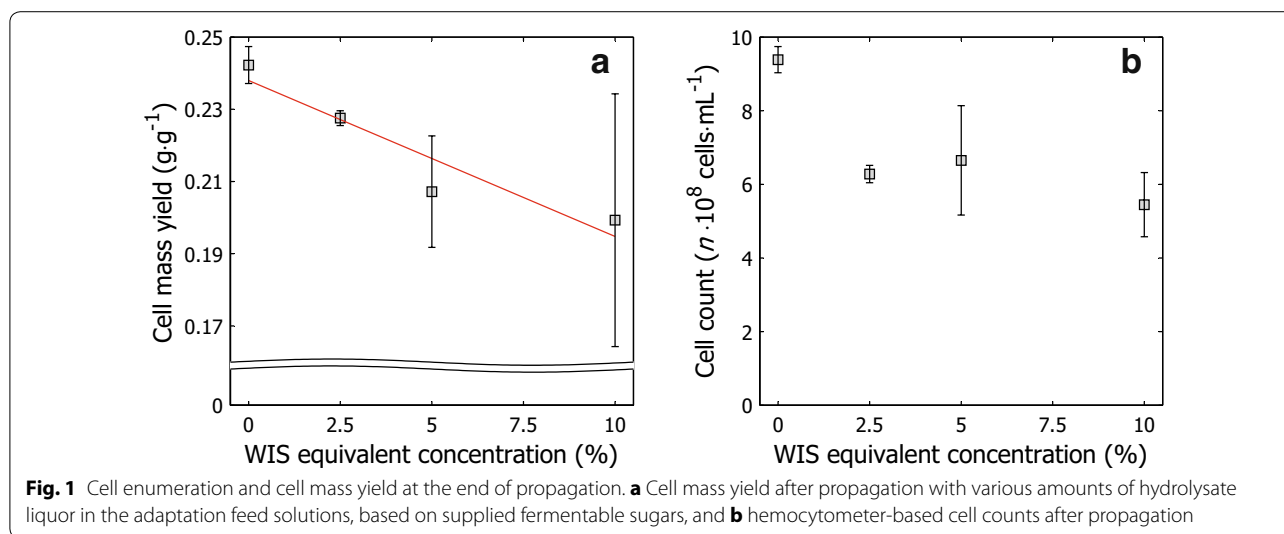 a
Cell mass yield (g·g⁻¹)
0.25
0.23
0.21
0.19
0.17
0
0 2.5 5 7.5 10
WIS equivalent concentration (%)
b
Cell count (n ·10⁸ cells·mL⁻¹)
10
8
6
4
2
0
0 2.5 5 7.5 10
WIS equivalent concentration (%)
Fig. 1 Cell enumeration and cell mass yield at the end of propagation. a Cell mass yield after propagation with various amounts of hydrolysate
liquor in the adaptation feed solutions, based on supplied fermentable sugars, and b hemocytometer-based cell counts after propagation